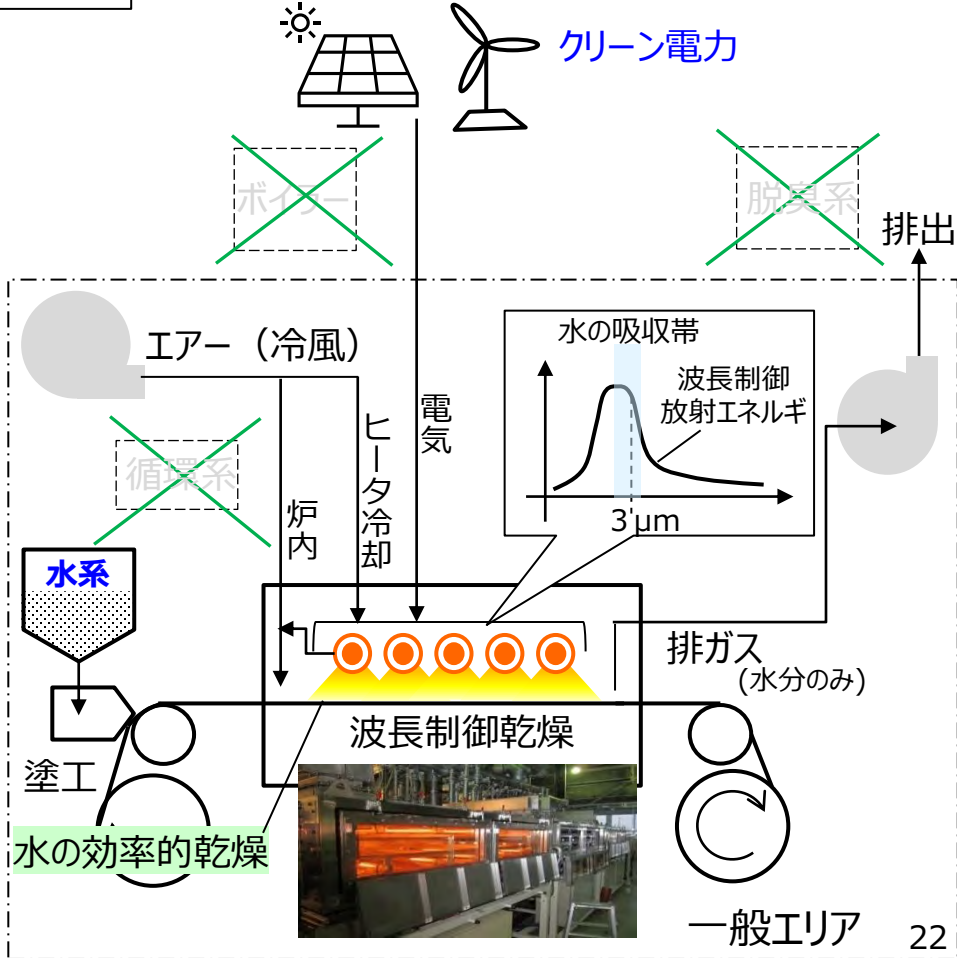 クリーン電力
ボイラー
脱臭系
排出
エアー（冷風）
水の吸収帯
波長制御
放射エネルギ
3 μm
電気
ヒータ冷却
循環系
炉内
水系
排ガス
(水分のみ)
波長制御乾燥
塗工
水の効率的乾燥
一般エリア
22